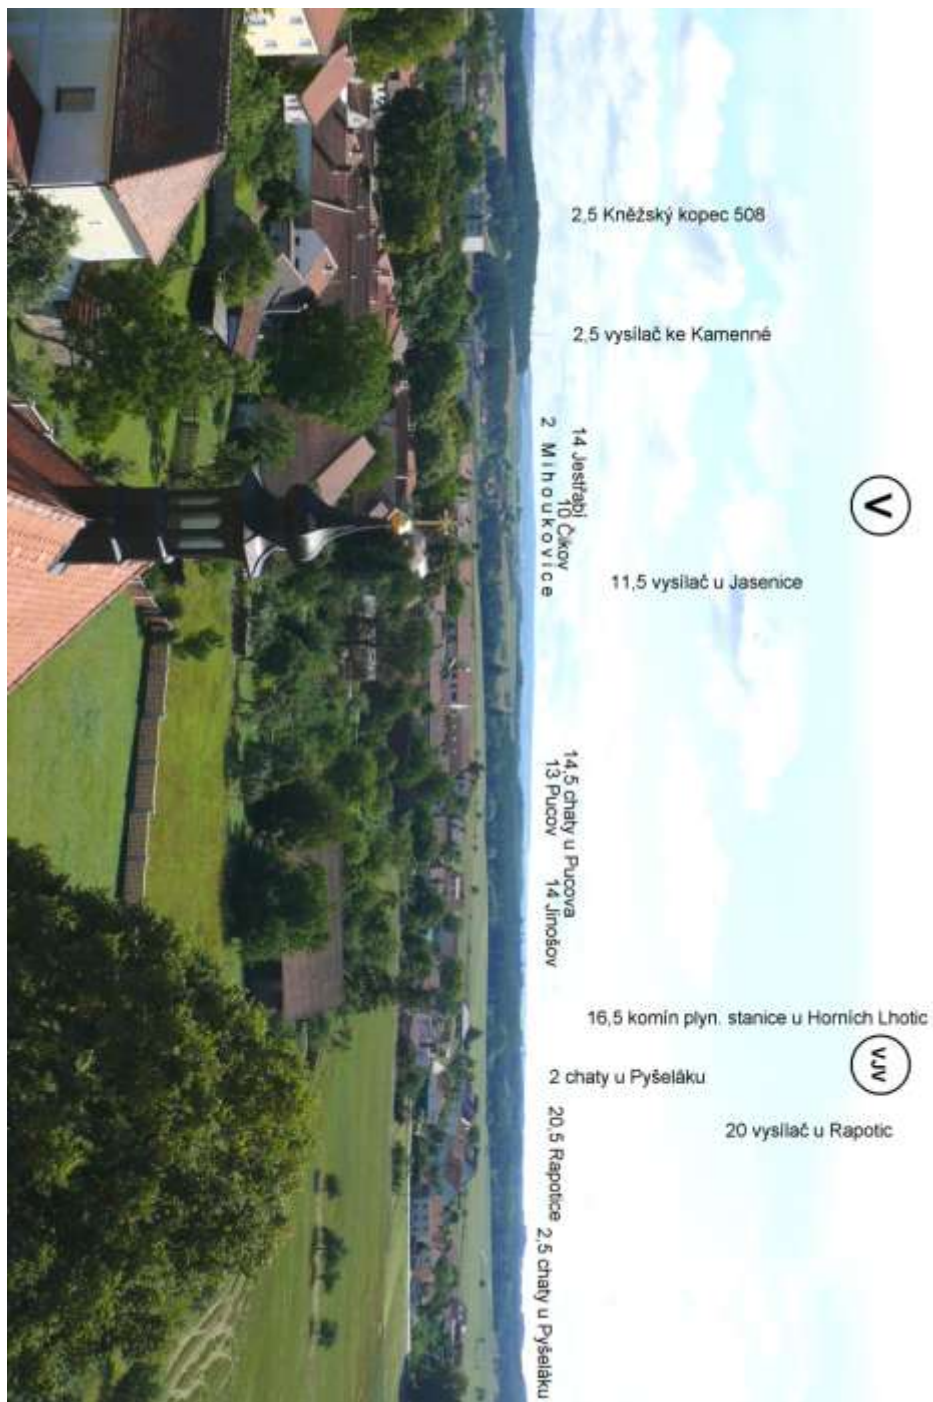 2,5 Kněžský kopec 508
2,5 vysílač ke Kamenné
14 Jestřabí
10 Číkov
2 Mihoukovice
V
11,5 vysílač u Jasenice
14,5 chaty u Pucova
13 Pucov
14 Jinošov
16,5 komín plyn. stanice u Horních Lhotic
VJV
2 chaty u Pyšeláku
20 vysílač u Rapotic
20,5 Rapotice
2,5 chaty u Pyšeláku